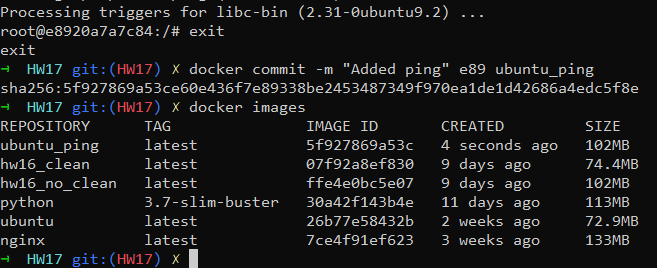 Processing triggers for libc-bin (2.31-0ubuntu9.2) ...
root@e8920a7a7c84:/# exit
exit
→ HW17 git:(HW17) ✗ docker commit -m "Added ping" e89 ubuntu_ping
sha256:5f927869a53ce60e436f7e89338be2453487349f970ea1de1d42686a4edc5f8e
→ HW17 git:(HW17) ✗ docker images
REPOSITORY TAG IMAGE ID CREATED SIZE
ubuntu_ping latest 5f927869a53c 4 seconds ago 102MB
hw16_clean latest 07f92a8ef830 9 days ago 74.4MB
hw16_no_clean latest ffe4e0bc5e07 9 days ago 102MB
python 3.7-slim-buster 30a42f143b4e 11 days ago 113MB
ubuntu latest 26b77e58432b 2 weeks ago 72.9MB
nginx latest 7ce4f91ef623 3 weeks ago 133MB
→ HW17 git:(HW17) ✗